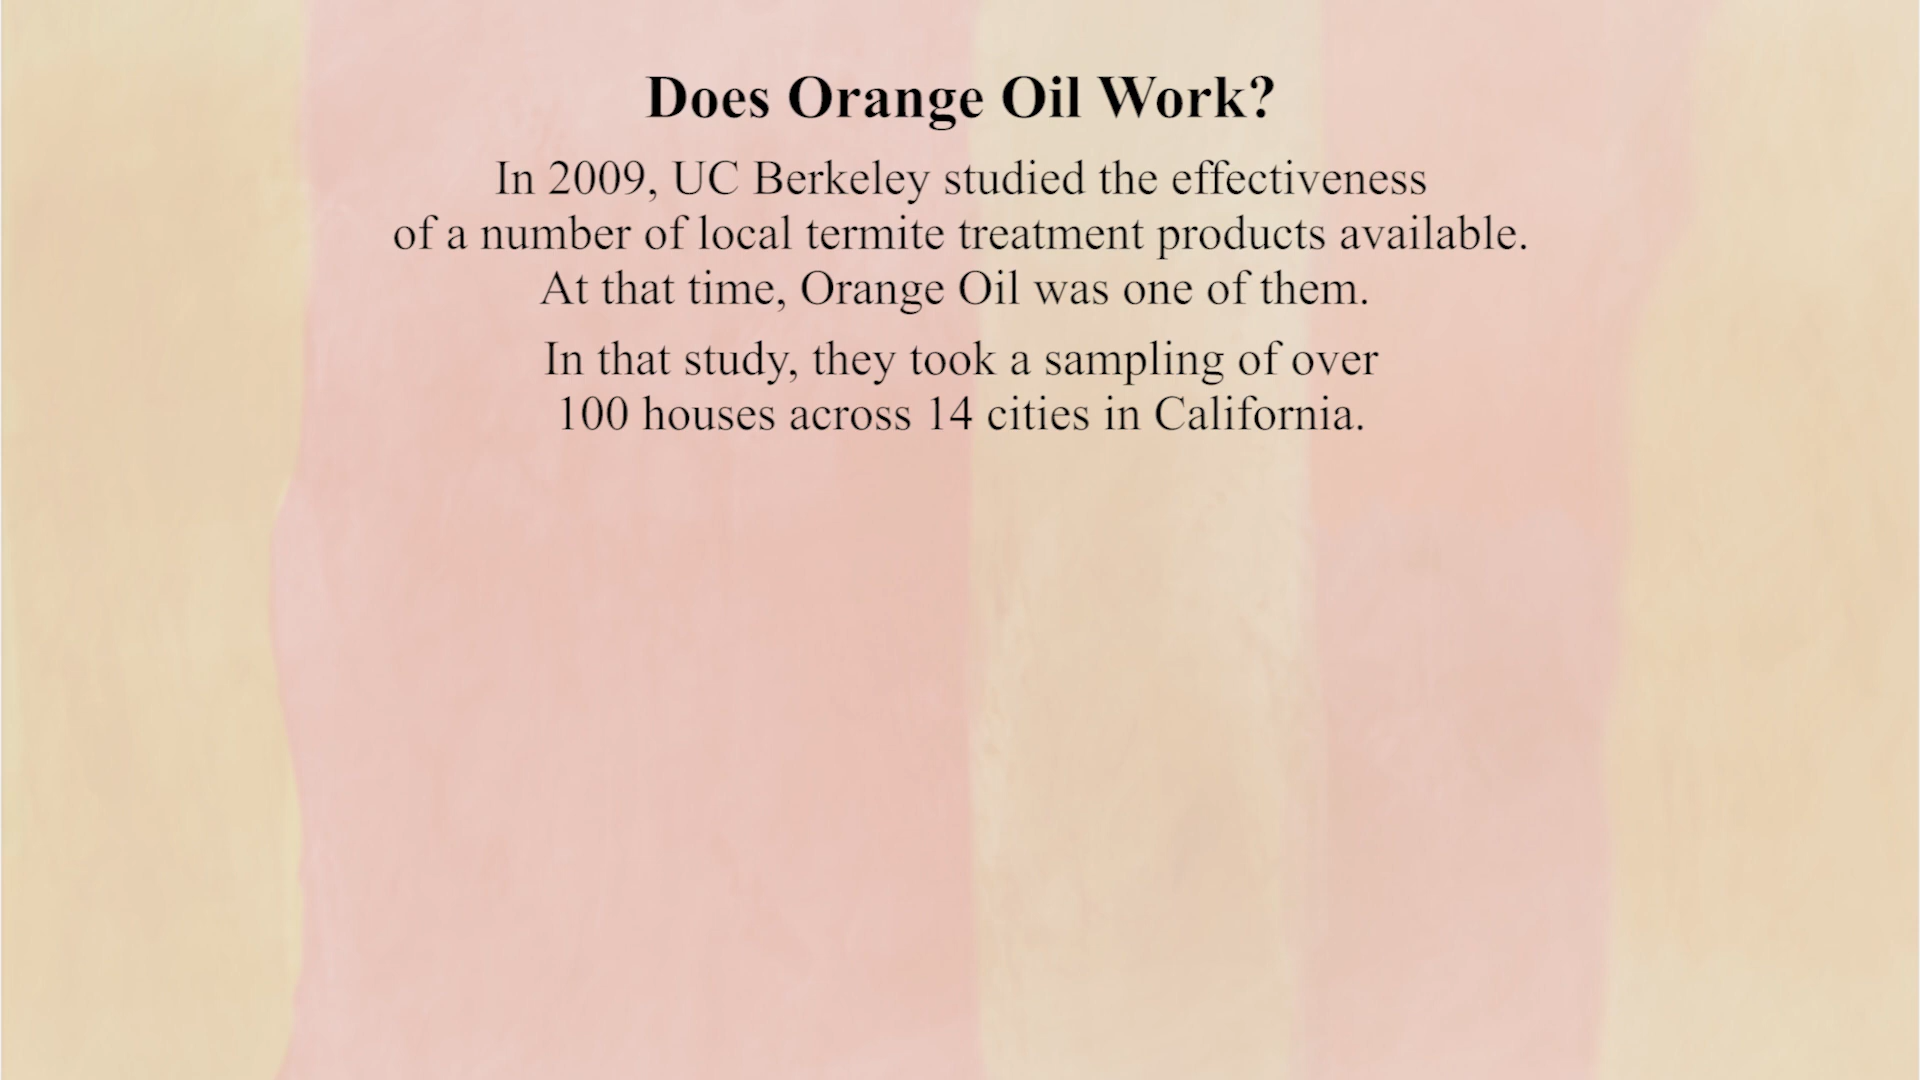 Does Orange Oil Work?
In 2009, UC Berkeley studied the effectiveness
of a number of local termite treatment products available.
At that time, Orange Oil was one of them.
In that study, they took a sampling of over
100 houses across 14 cities in California.